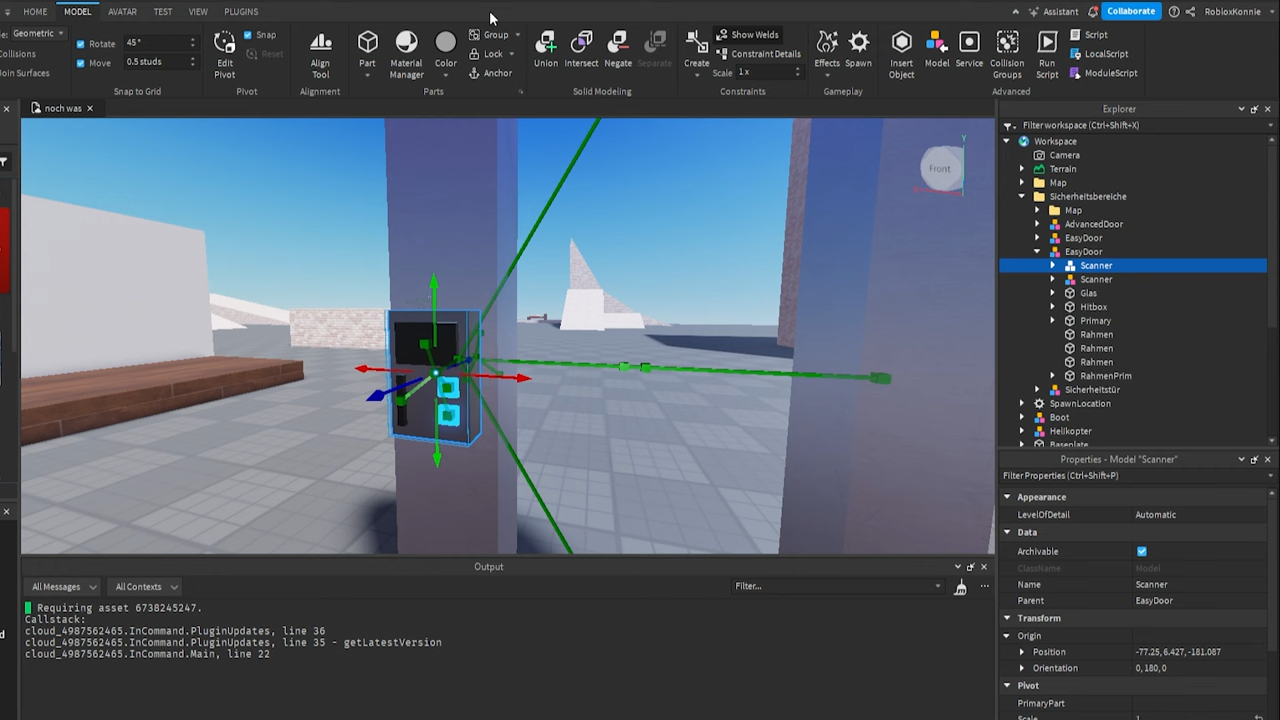 HOME MODEL AVATAR TEST VIEW PLUGINS Assistant Collaborate RobloxKonnie
Geometric Rotate 45° Snap Group Show Welds Script
Collisions Reset Lock Constraint Details LocalScript
Join Surfaces Move 0.5 studs Edit Pivot Align Tool Part Material Manager Color Anchor Union Intersect Negate Separate Create Scale 1 x Effects Spawn Insert Object Model Service Collision Groups Run Script ModuleScript
Snap to Grid Pivot Alignment Parts Solid Modeling Constraints Gameplay Advanced
noch was
Front
Y
Explorer
Filter workspace (Ctrl+Shift+X)
Workspace
Camera
Terrain
Map
Sicherheitsbereiche
Map
AdvancedDoor
EasyDoor
EasyDoor
Scanner
Scanner
Glas
Hitbox
Primary
Rahmen
Rahmen
Rahmen
RahmenPrim
Sicherheitstür
SpawnLocation
Boot
Helikopter
Baseplate
Properties - Model "Scanner"
Filter Properties (Ctrl+Shift+P)
Appearance
LevelOfDetail Automatic
Data
Archivable
ClassName Model
Name Scanner
Parent EasyDoor
Transform
Origin
Position -77.25, 6.427, -181.087
Orientation 0, 180, 0
Pivot
PrimaryPart
Scale 1
Output
All Messages All Contexts Filter... ...
Requiring asset 6738245247.
Callstack:
cloud_4987562465.InCommand.PluginUpdates, line 36
cloud_4987562465.InCommand.PluginUpdates, line 35 - getLatestVersion
cloud_4987562465.InCommand.Main, line 22